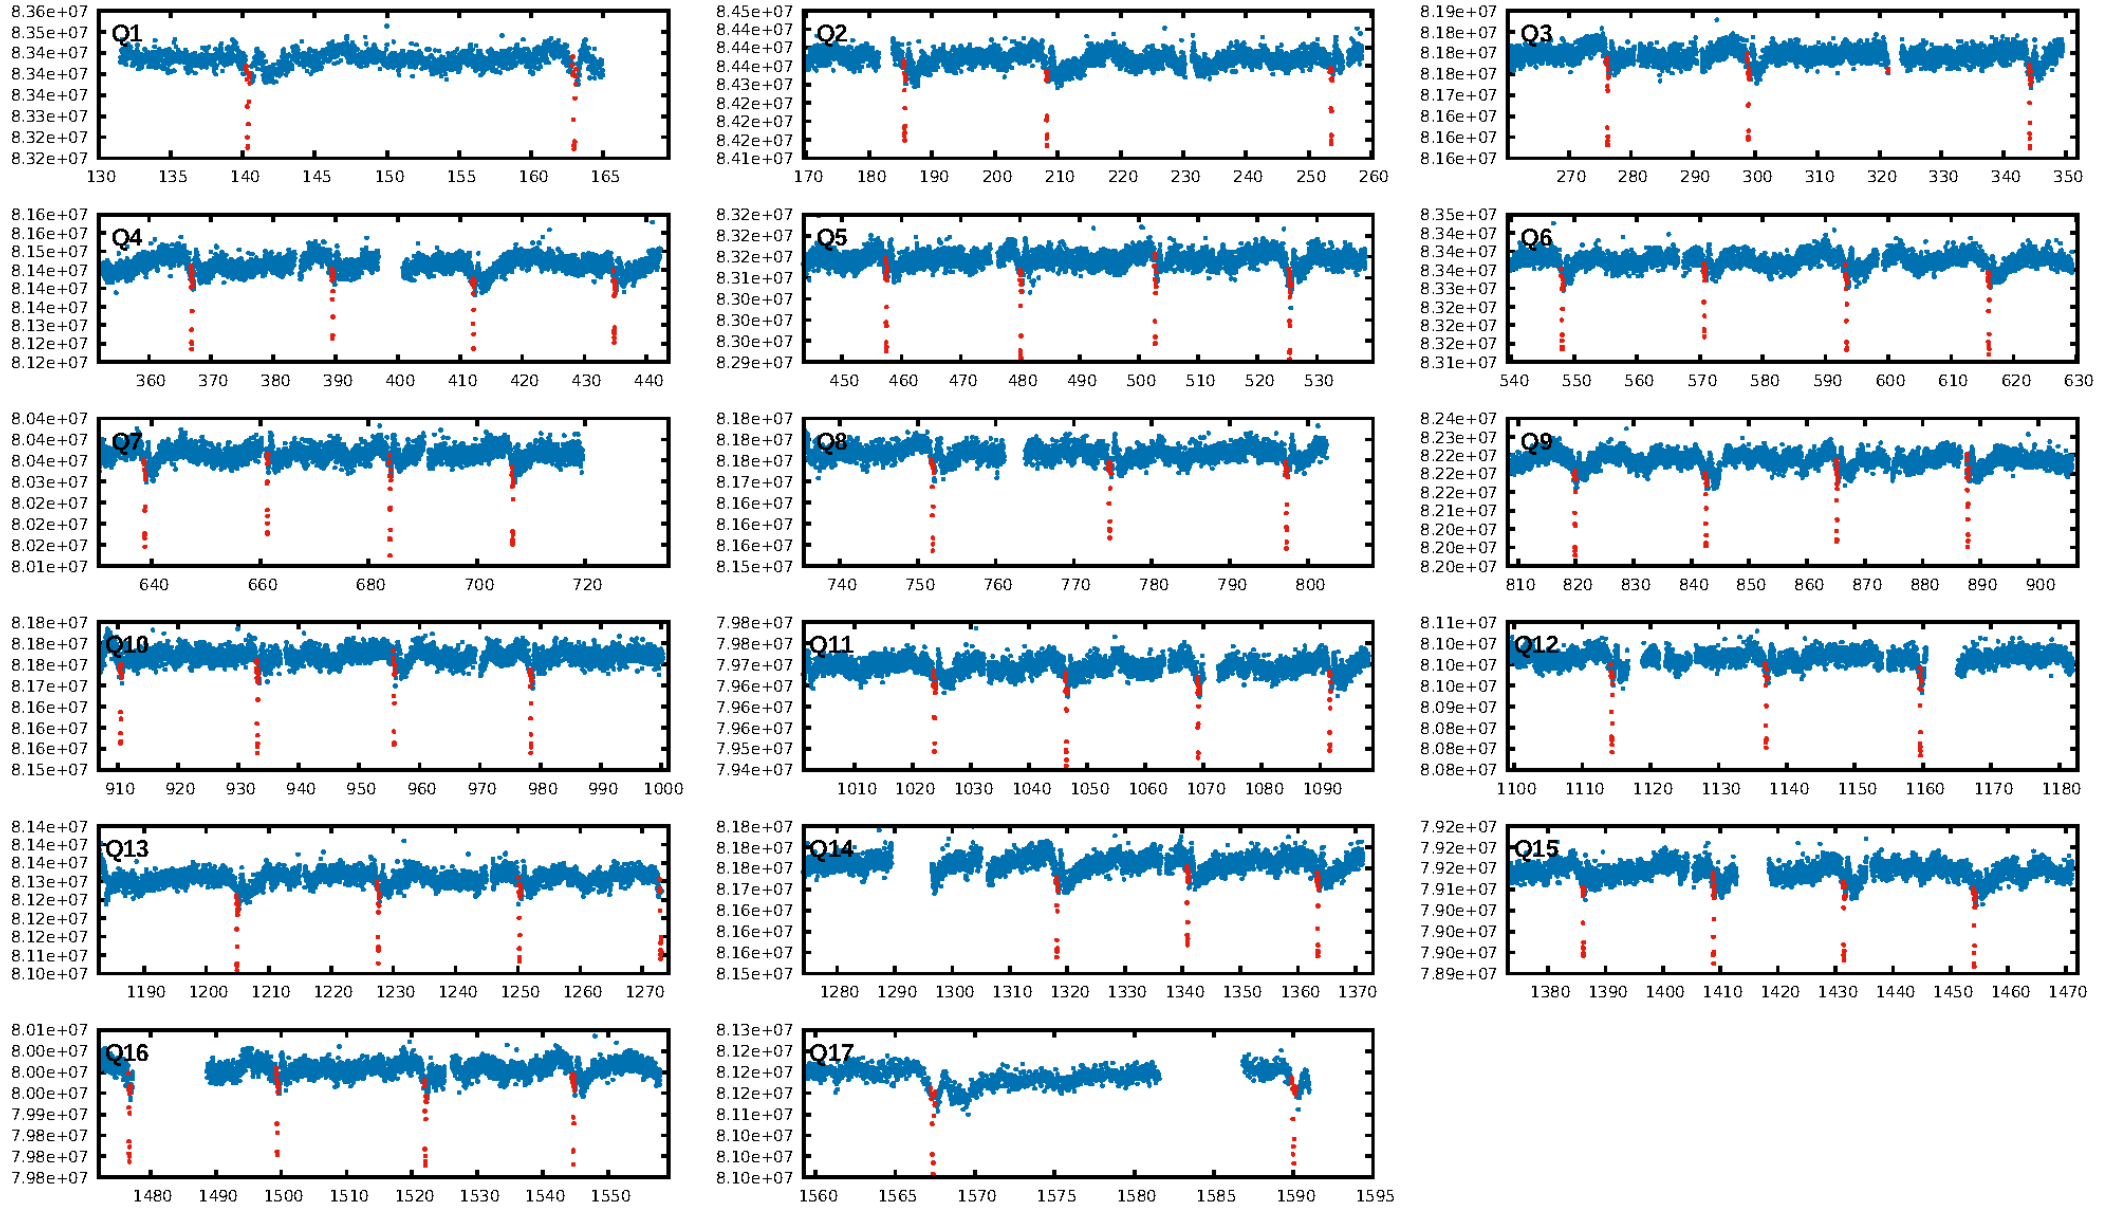 8.36e+07
8.35e+07
8.34e+07
8.34e+07
8.34e+07
8.33e+07
8.32e+07
8.32e+07
Q1
130 135 140 145 150 155 160 165
8.45e+07
8.44e+07
8.44e+07
8.44e+07
8.43e+07
8.42e+07
8.42e+07
8.42e+07
8.41e+07
Q2
170 180 190 200 210 220 230 240 250 260
8.19e+07
8.18e+07
8.18e+07
8.18e+07
8.17e+07
8.16e+07
8.16e+07
8.16e+07
Q3
270 280 290 300 310 320 330 340 350
8.16e+07
8.16e+07
8.15e+07
8.14e+07
8.14e+07
8.14e+07
8.13e+07
8.12e+07
8.12e+07
Q4
360 370 380 390 400 410 420 430 440
8.32e+07
8.32e+07
8.32e+07
8.31e+07
8.30e+07
8.30e+07
8.30e+07
8.29e+07
Q5
450 460 470 480 490 500 510 520 530
8.35e+07
8.34e+07
8.34e+07
8.34e+07
8.33e+07
8.32e+07
8.32e+07
8.32e+07
8.31e+07
Q6
540 550 560 570 580 590 600 610 620 630
8.04e+07
8.04e+07
8.04e+07
8.03e+07
8.02e+07
8.02e+07
8.02e+07
8.01e+07
Q7
640 660 680 700 720
8.18e+07
8.18e+07
8.18e+07
8.17e+07
8.16e+07
8.16e+07
8.16e+07
8.15e+07
Q8
740 750 760 770 780 790 800
8.24e+07
8.23e+07
8.22e+07
8.22e+07
8.22e+07
8.21e+07
8.20e+07
8.20e+07
8.20e+07
Q9
810 820 830 840 850 860 870 880 890 900
8.18e+07
8.18e+07
8.18e+07
8.17e+07
8.16e+07
8.16e+07
8.16e+07
8.15e+07
Q10
910 920 930 940 950 960 970 980 990 1000
7.98e+07
7.98e+07
7.97e+07
7.96e+07
7.96e+07
7.96e+07
7.95e+07
7.94e+07
Q11
1010 1020 1030 1040 1050 1060 1070 1080 1090
8.11e+07
8.10e+07
8.10e+07
8.10e+07
8.09e+07
8.08e+07
8.08e+07
8.08e+07
Q12
1100 1110 1120 1130 1140 1150 1160 1170 1180
8.14e+07
8.14e+07
8.14e+07
8.13e+07
8.12e+07
8.12e+07
8.12e+07
8.11e+07
8.10e+07
Q13
1190 1200 1210 1220 1230 1240 1250 1260 1270
8.18e+07
8.18e+07
8.18e+07
8.17e+07
8.16e+07
8.16e+07
8.16e+07
8.15e+07
Q14
1280 1290 1300 1310 1320 1330 1340 1350 1360 1370
7.92e+07
7.92e+07
7.92e+07
7.91e+07
7.90e+07
7.90e+07
7.90e+07
7.89e+07
Q15
1380 1390 1400 1410 1420 1430 1440 1450 1460 1470
8.01e+07
8.00e+07
8.00e+07
8.00e+07
7.99e+07
7.98e+07
7.98e+07
7.98e+07
Q16
1480 1490 1500 1510 1520 1530 1540 1550
8.13e+07
8.12e+07
8.12e+07
8.12e+07
8.11e+07
8.10e+07
8.10e+07
8.10e+07
Q17
1560 1565 1570 1575 1580 1585 1590 1595